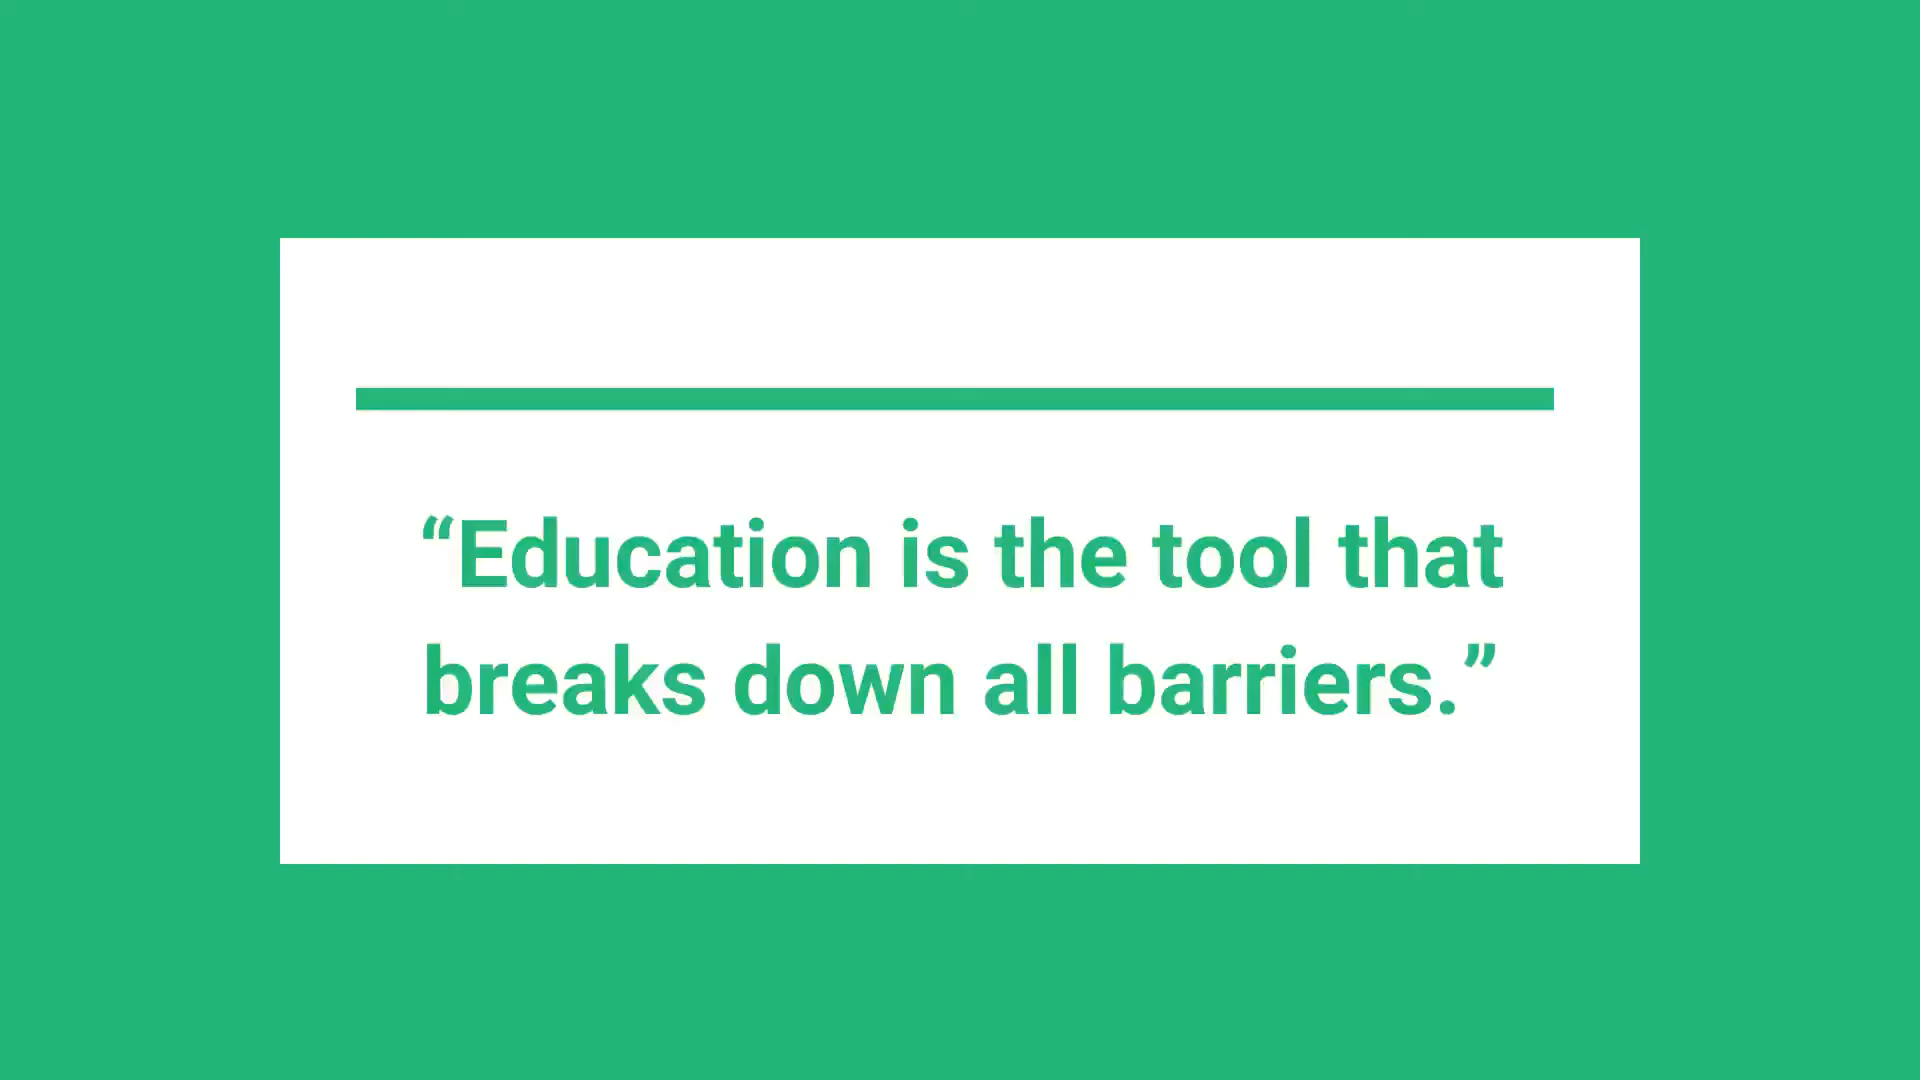 “Education is the tool that
breaks down all barriers.”